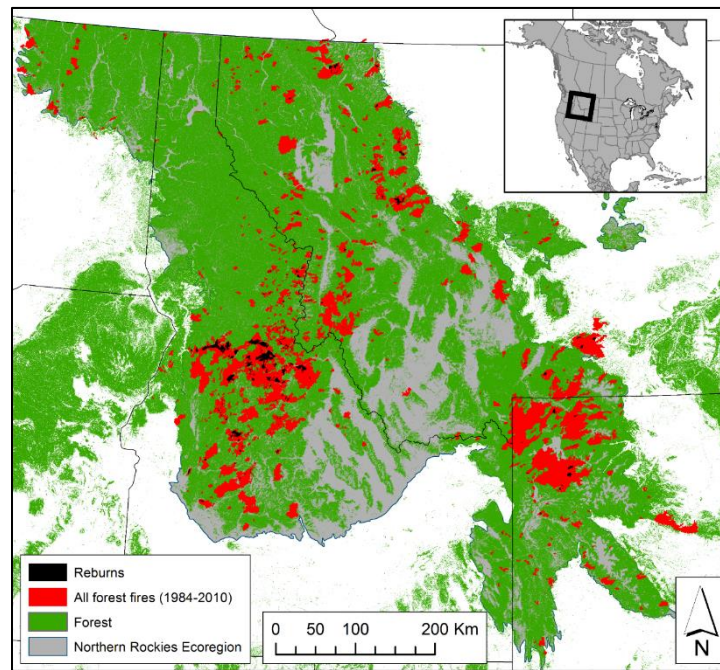 Reburns
All forest fires (1984-2010)
Forest
Northern Rockies Ecoregion
0 50 100 200 Km
N